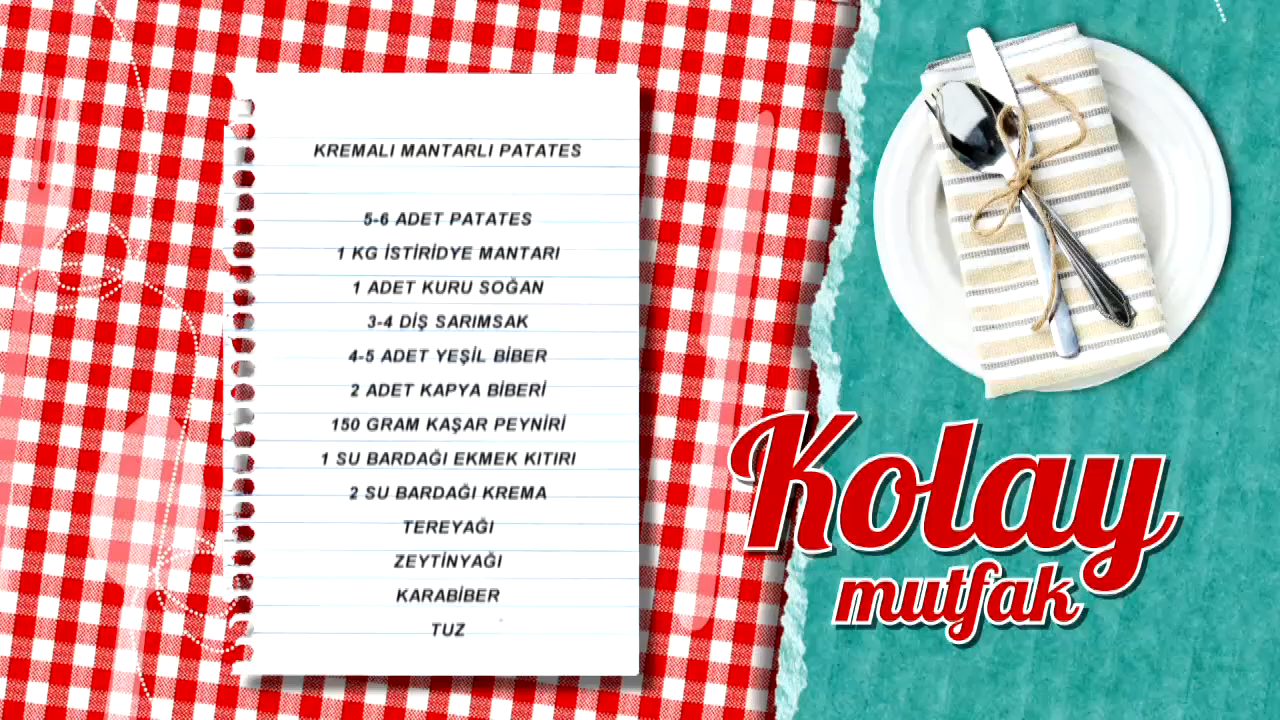 KREMALI MANTARLI PATATES
5-6 ADET PATATES
1 KG İSTİRİDYE MANTARI
1 ADET KURU SOĞAN
3-4 DİŞ SARIMSAK
4-5 ADET YEŞİL BİBER
2 ADET KAPYA BİBERİ
150 GRAM KAŞAR PEYNİRİ
1 SU BARDAĞI EKMEK KITIRI
2 SU BARDAĞI KREMA
TEREYAĞI
ZEYTİNYAĞI
KARABİBER
TUZ
Kolay
mutfak